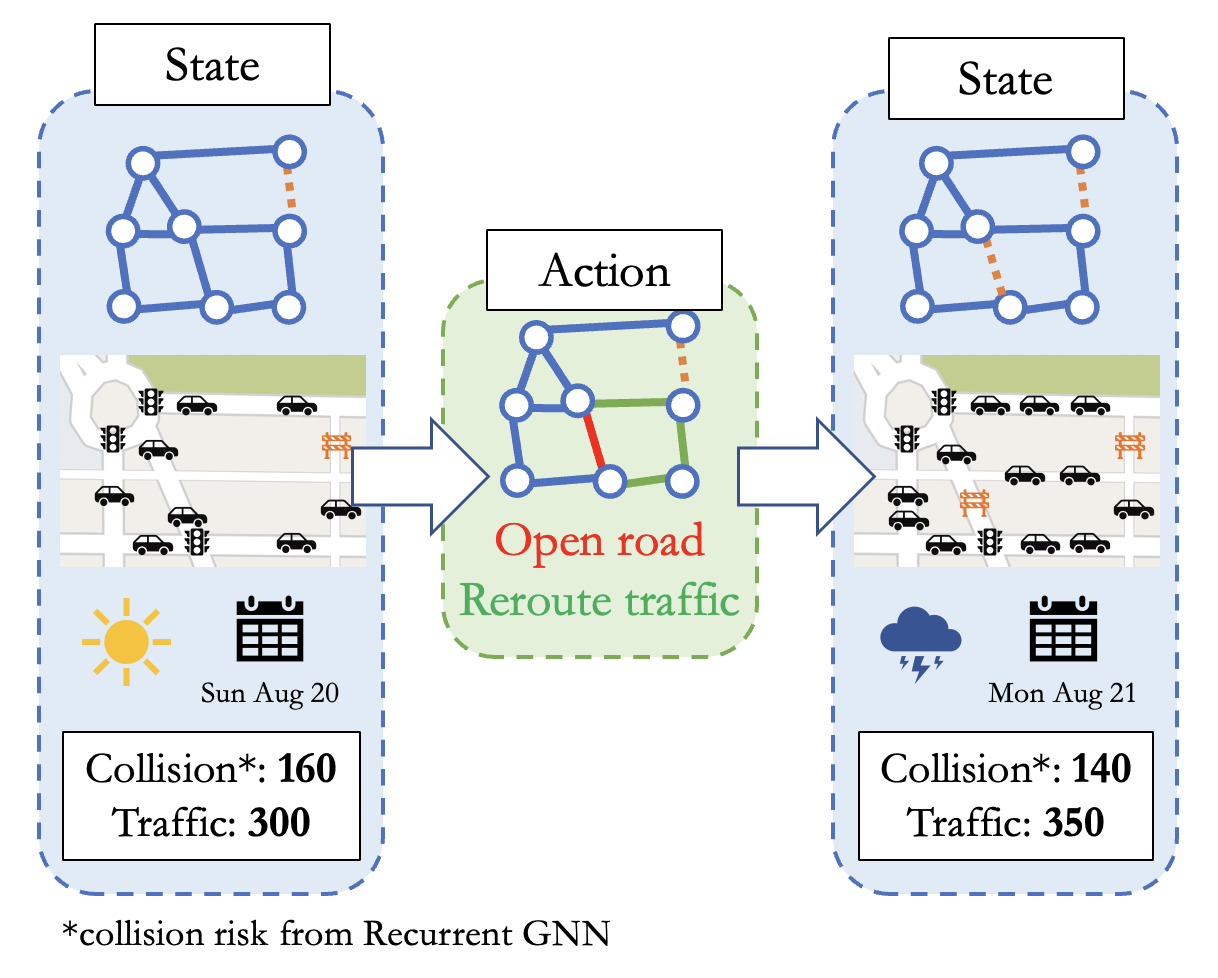 State
Sun Aug 20
Collision*: 160
Traffic: 300
Action
Open road
Reroute traffic
State
Mon Aug 21
Collision*: 140
Traffic: 350
*collision risk from Recurrent GNN